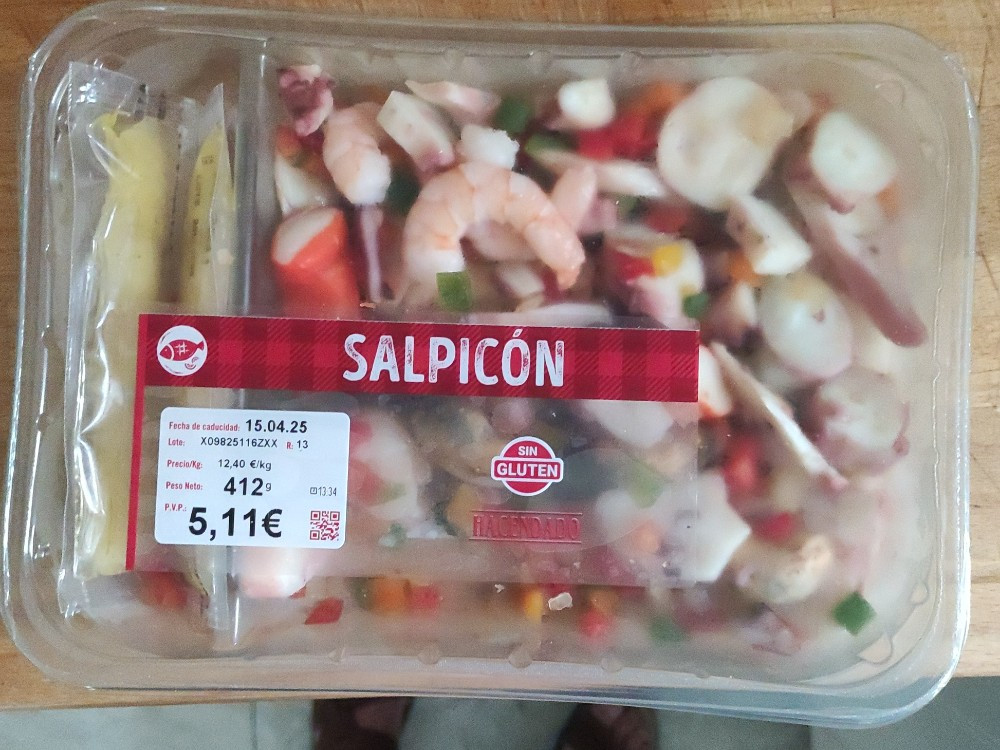 SALPICÓN
Fecha de caducidad: 15.04.25
Lote: X09825116ZXX R: 13
Precio/Kg: 12,40 €/kg
Peso Neto: 412g
13:34
P.V.P.: 5,11€
SIN
GLUTEN
HACENDADO